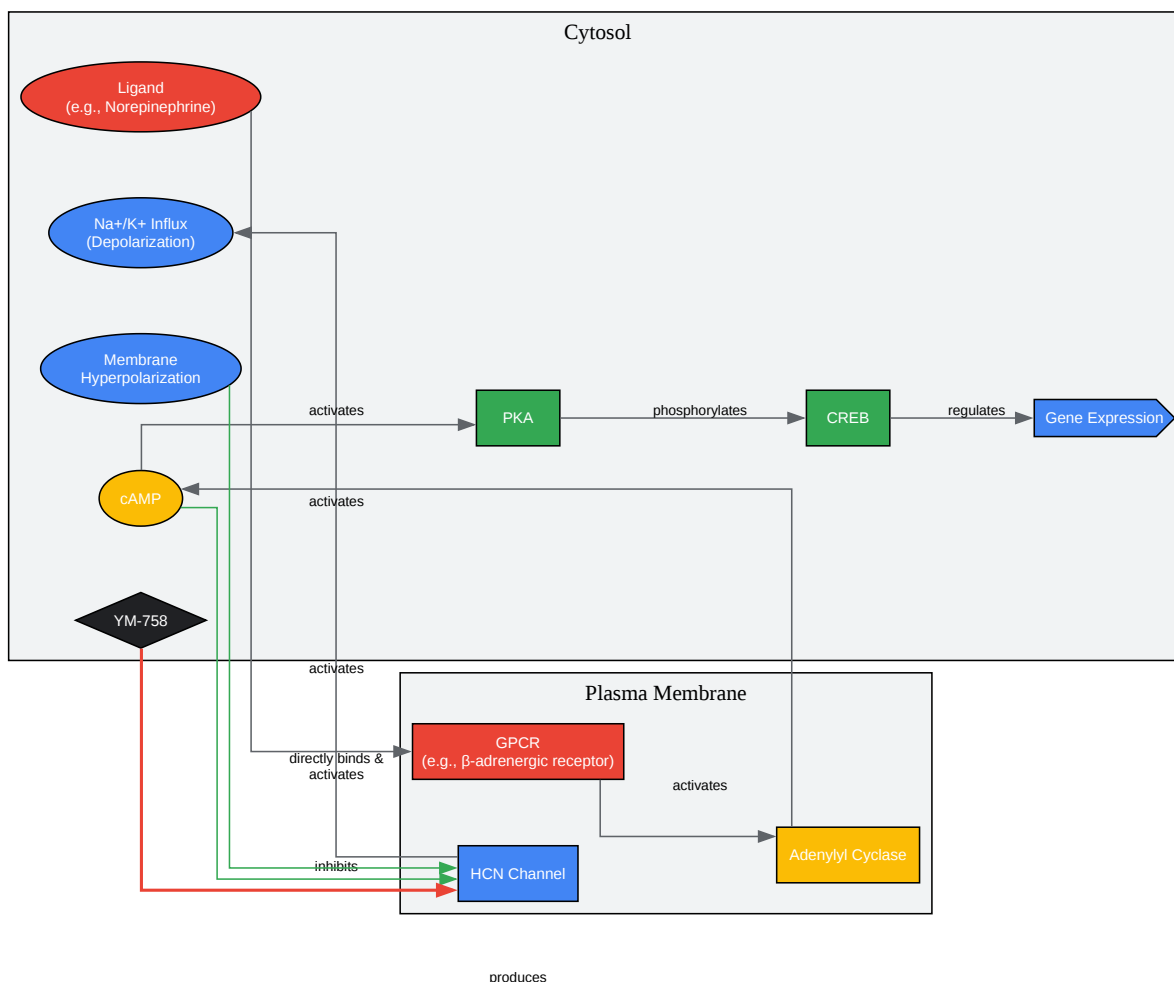 Cytosol
Ligand
(e.g., Norepinephrine)
Na+/K+ Influx
(Depolarization)
Membrane
Hyperpolarization
activates
PKA
phosphorylates
CREB
regulates
Gene Expression
cAMP
activates
YM-758
activates
Plasma Membrane
GPCR
(e.g., β-adrenergic receptor)
directly binds &
activates
activates
Adenylyl Cyclase
inhibits
HCN Channel
produces